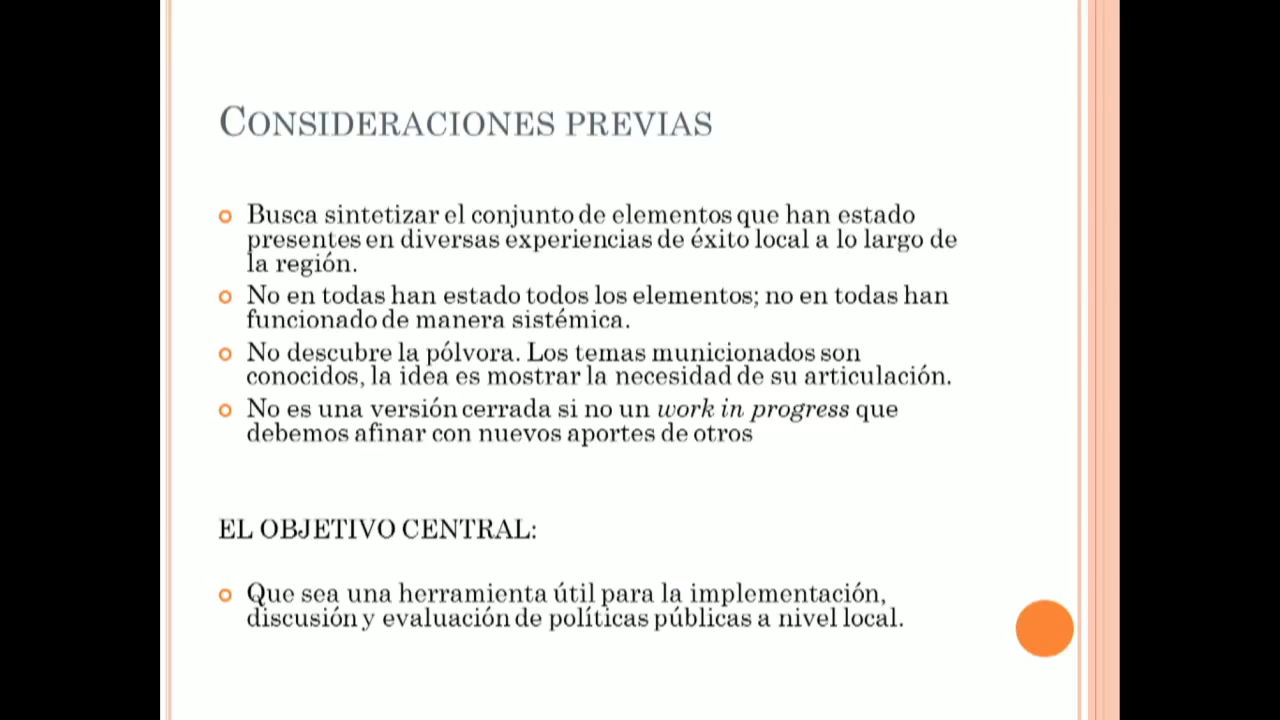 CONSIDERACIONES PREVIAS
Busca sintetizar el conjunto de elementos que han estado
presentes en diversas experiencias de éxito local a lo largo de
la región.
No en todas han estado todos los elementos; no en todas han
funcionado de manera sistémica.
No descubre la pólvora. Los temas municionados son
conocidos, la idea es mostrar la necesidad de su articulación.
No es una versión cerrada si no un work in progress que
debemos afinar con nuevos aportes de otros
EL OBJETIVO CENTRAL:
Que sea una herramienta útil para la implementación,
discusión y evaluación de políticas públicas a nivel local.